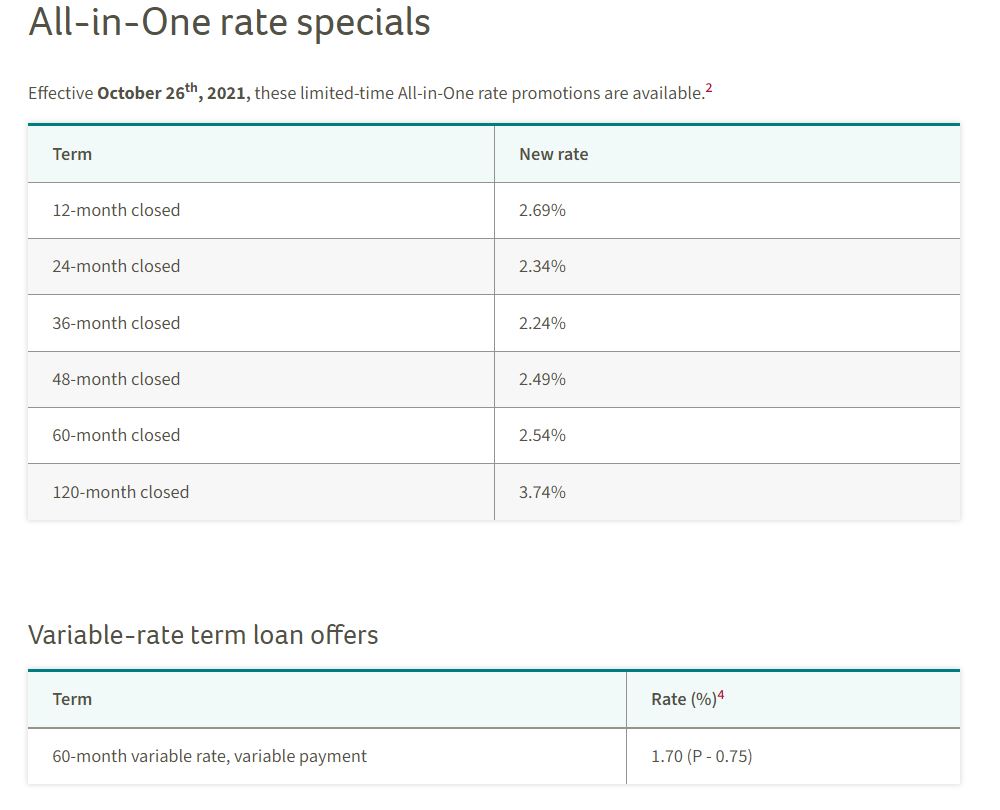 All-in-One rate specials
Effective October 26th, 2021, these limited-time All-in-One rate promotions are available.2
Term New rate
12-month closed 2.69%
24-month closed 2.34%
36-month closed 2.24%
48-month closed 2.49%
60-month closed 2.54%
120-month closed 3.74%
Variable-rate term loan offers
Term Rate (%)4
60-month variable rate, variable payment 1.70 (P - 0.75)